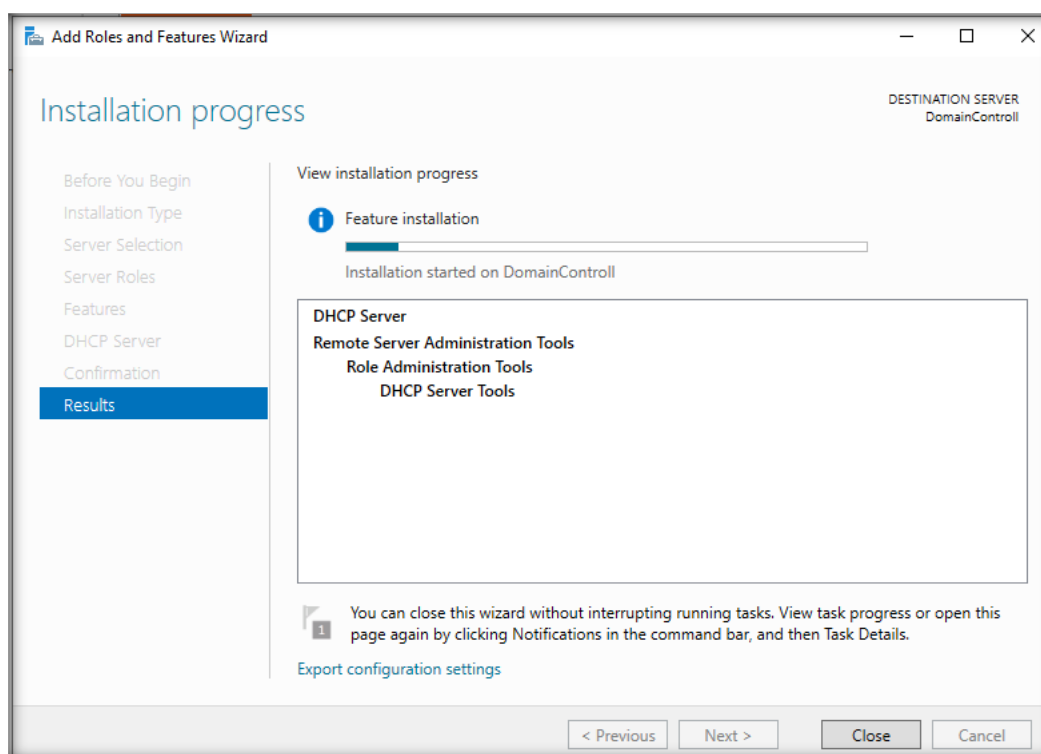 Add Roles and Features Wizard
Installation progress
DESTINATION SERVER
DomainControll
Before You Begin
Installation Type
Server Selection
Server Roles
Features
DHCP Server
Confirmation
Results
View installation progress
Feature installation
Installation started on DomainControll
DHCP Server
Remote Server Administration Tools
Role Administration Tools
DHCP Server Tools
1
You can close this wizard without interrupting running tasks. View task progress or open this
page again by clicking Notifications in the command bar, and then Task Details.
Export configuration settings
< Previous
Next >
Close
Cancel